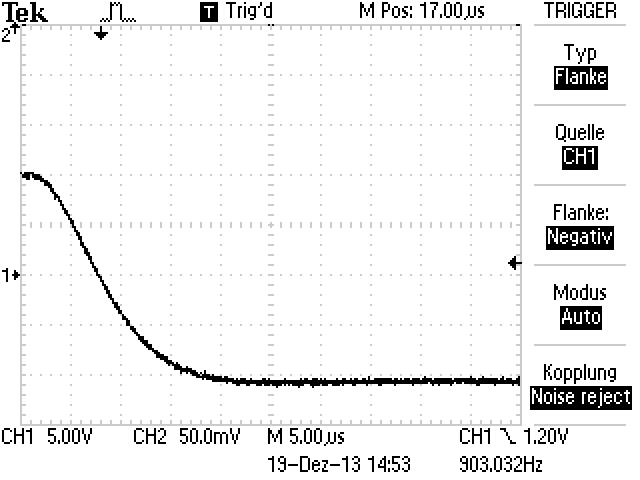 Tek T Trig'd M Pos: 17.00µs TRIGGER
2
Typ
Flanke
Quelle
CH1
Flanke:
Negativ
1
Modus
Auto
Kopplung
Noise reject
CH1 5.00V CH2 50.0mV M 5.00µs CH1 1.20V
19-Dez-13 14:53 903.032Hz